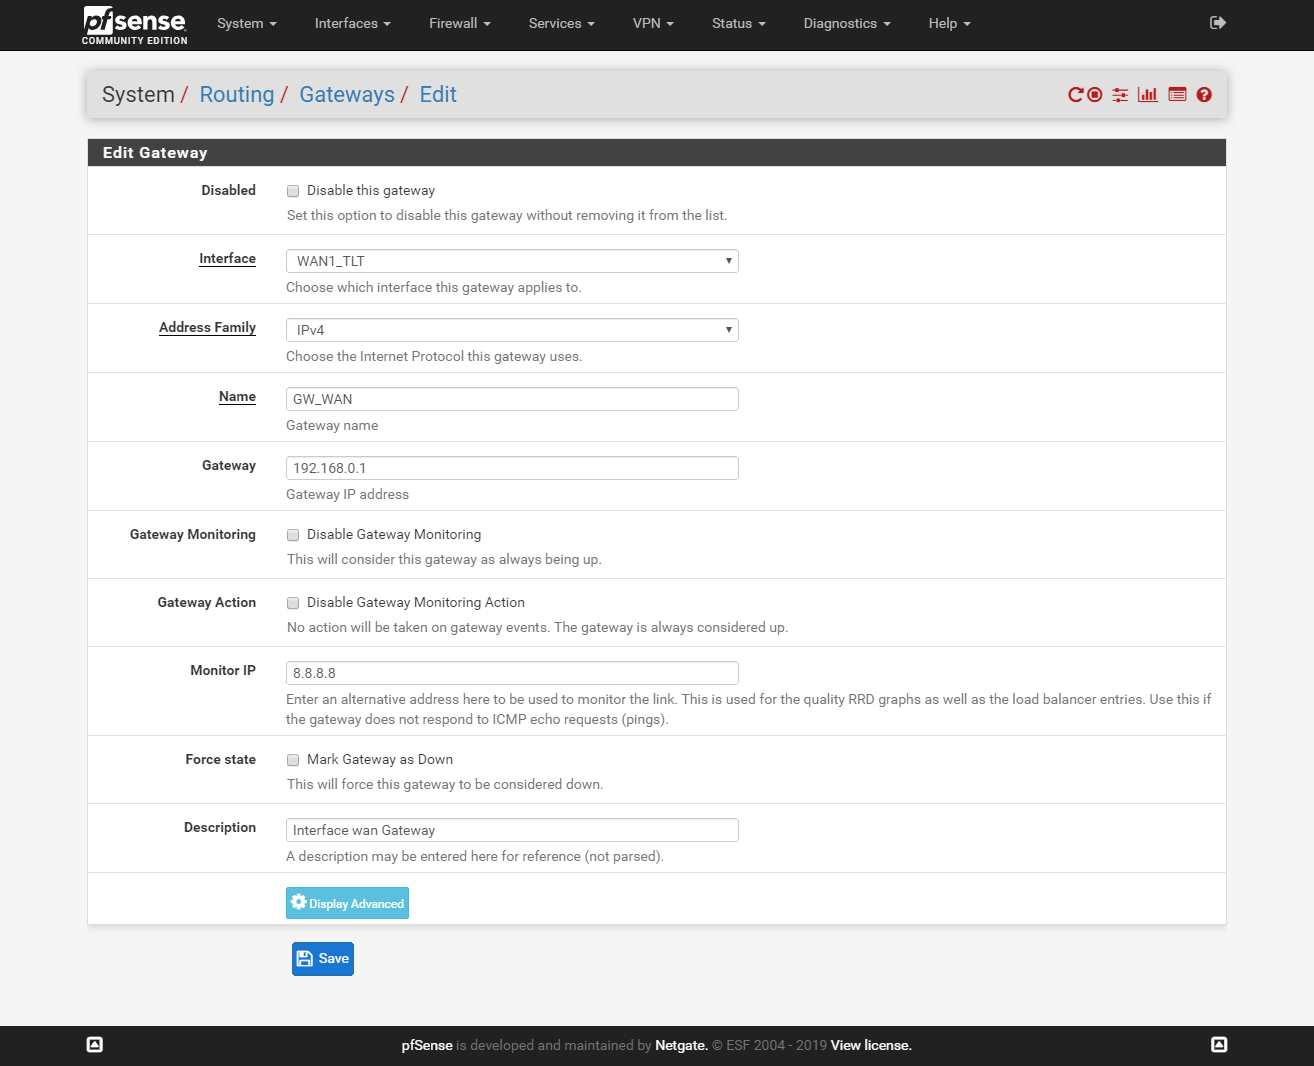 pfsense
COMMUNITY EDITION
System Interfaces Firewall Services VPN Status Diagnostics Help
System / Routing / Gateways / Edit
Edit Gateway
Disabled Disable this gateway
Set this option to disable this gateway without removing it from the list.
Interface WAN1_TLT
Choose which interface this gateway applies to.
Address Family IPv4
Choose the Internet Protocol this gateway uses.
Name GW_WAN
Gateway name
Gateway 192.168.0.1
Gateway IP address
Gateway Monitoring Disable Gateway Monitoring
This will consider this gateway as always being up.
Gateway Action Disable Gateway Monitoring Action
No action will be taken on gateway events. The gateway is always considered up.
Monitor IP 8.8.8.8
Enter an alternative address here to be used to monitor the link. This is used for the quality RRD graphs as well as the load balancer entries. Use this if
the gateway does not respond to ICMP echo requests (pings).
Force state Mark Gateway as Down
This will force this gateway to be considered down.
Description Interface wan Gateway
A description may be entered here for reference (not parsed).
Display Advanced
Save
pfSense is developed and maintained by Netgate. © ESF 2004 - 2019 View license.